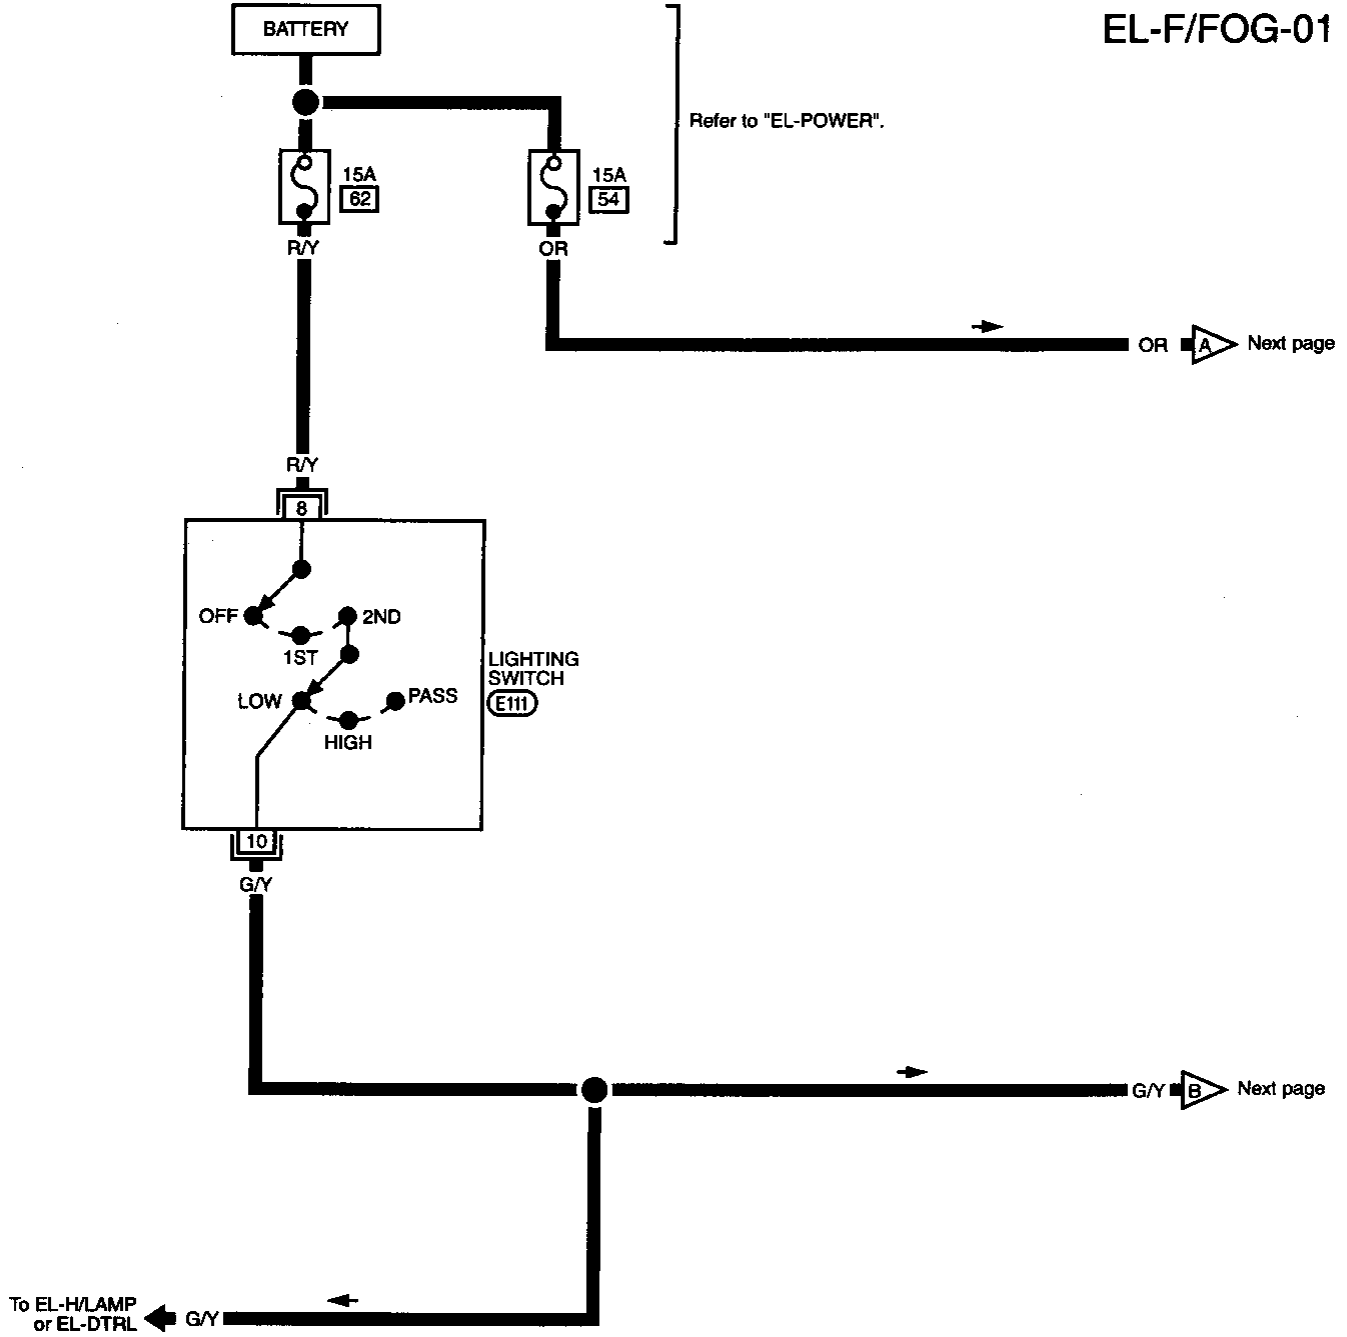 EL-F/FOG-01
BATTERY
Refer to "EL-POWER".
15A
62
15A
54
R/Y
OR
OR
A
Next page
R/Y
8
OFF
2ND
1ST
LIGHTING
SWITCH
E111
LOW
PASS
HIGH
10
G/Y
G/Y
B
Next page
To EL-H/LAMP
or EL-DTRL
G/Y